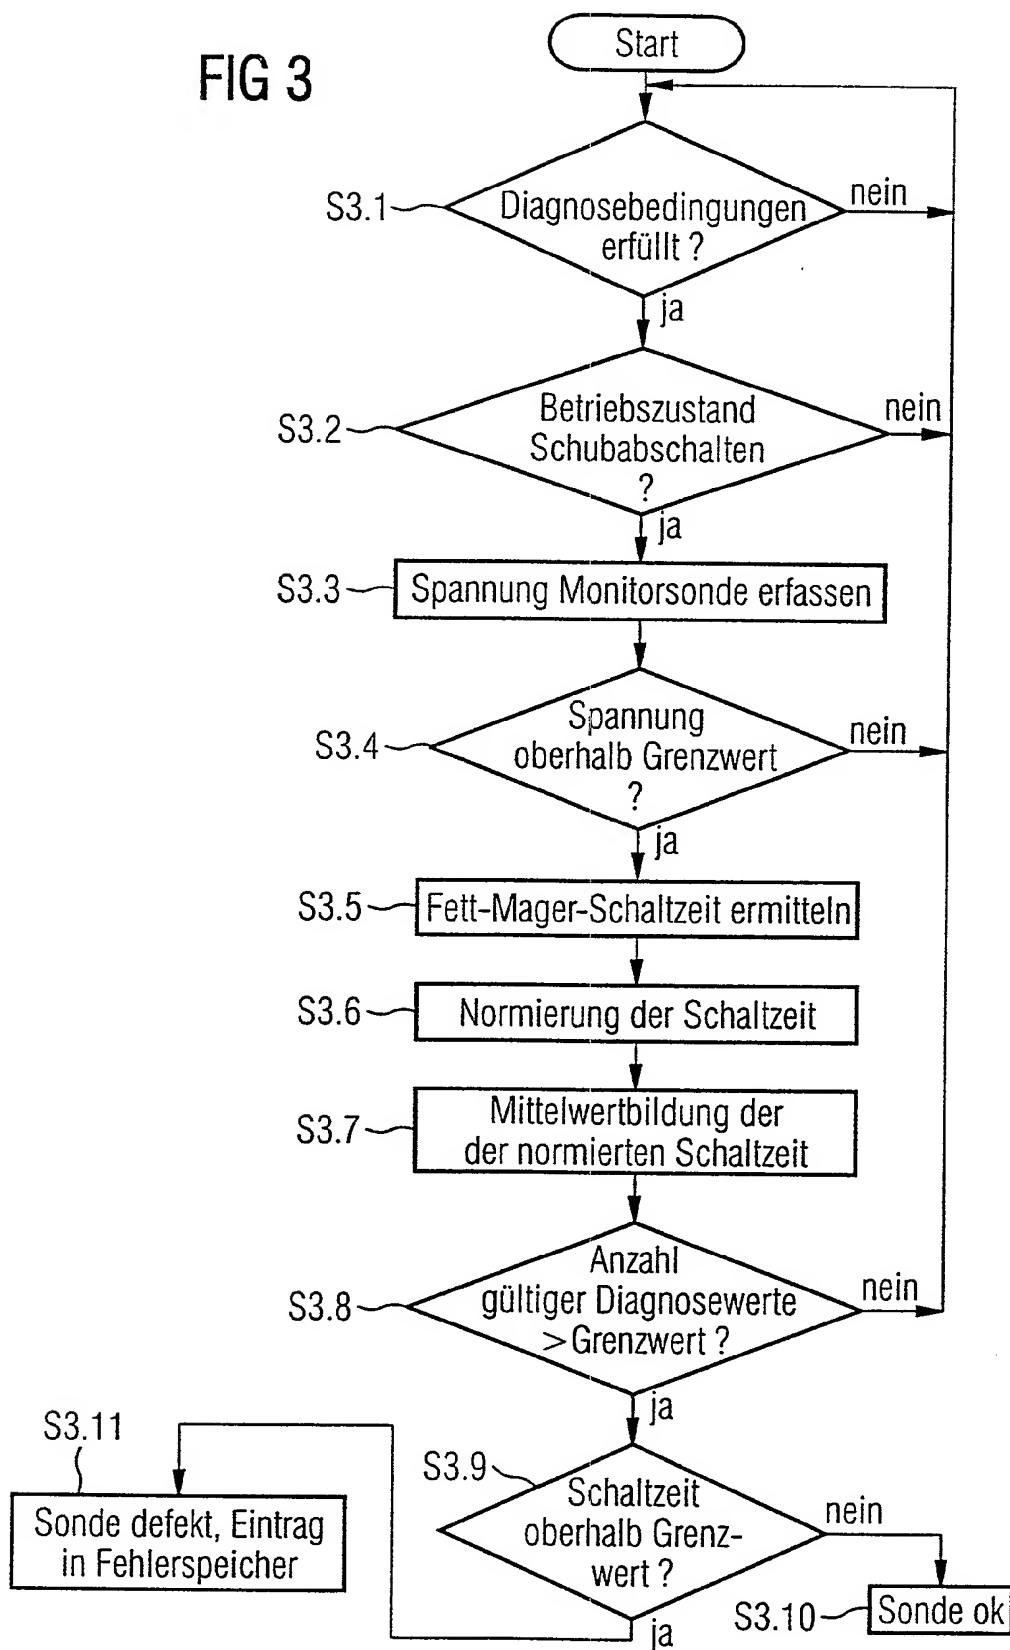 FIG 3
Start
S3.1
Diagnosebedingungen
erfüllt ?
nein
ja
S3.2
Betriebszustand
Schubabschalten
?
nein
ja
S3.3
Spannung Monitorsonde erfassen
S3.4
Spannung
oberhalb Grenzwert
?
nein
ja
S3.5
Fett-Mager-Schaltzeit ermitteln
S3.6
Normierung der Schaltzeit
S3.7
Mittelwertbildung der
der normierten Schaltzeit
S3.8
Anzahl
gültiger Diagnosewerte
>Grenzwert ?
nein
ja
S3.9
Schaltzeit
oberhalb Grenz-
wert ?
nein
ja
S3.10
Sonde ok
S3.11
Sonde defekt, Eintrag
in Fehlerspeicher